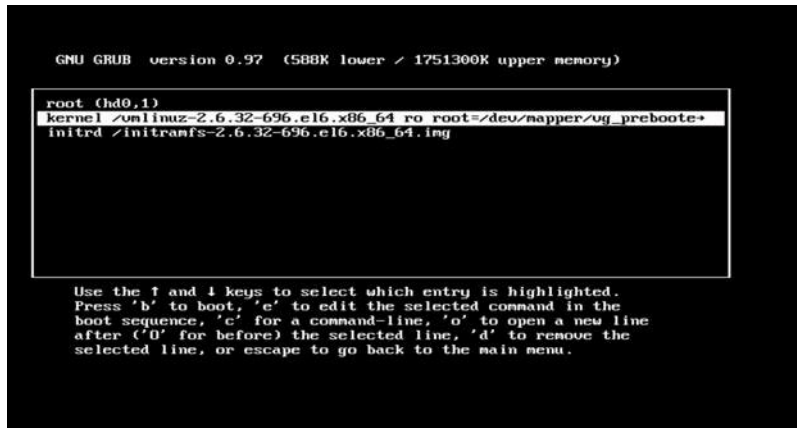 GNU GRUB version 0.97 (588K lower / 1751300K upper memory)
root (hd0,1)
kernel /vmlinuz-2.6.32-696.el6.x86_64 ro root=/dev/mapper/vg_preboote→
initrd /initramfs-2.6.32-696.el6.x86_64.img
Use the ↑ and ↓ keys to select which entry is highlighted.
Press 'b' to boot, 'e' to edit the selected command in the
boot sequence, 'c' for a command-line, 'o' to open a new line
after ('O' for before) the selected line, 'd' to remove the
selected line, or escape to go back to the main menu.